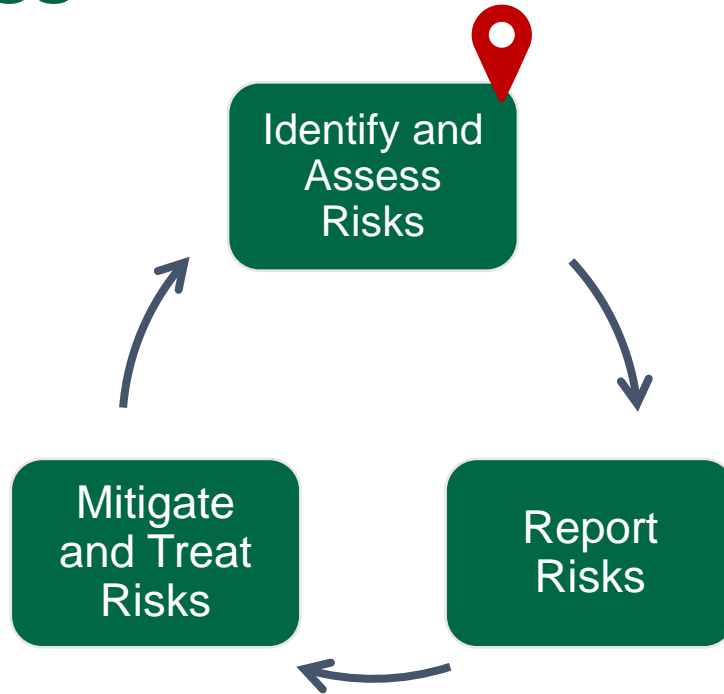 Identify and
Assess
Risks
Mitigate
and Treat
Risks
Report
Risks